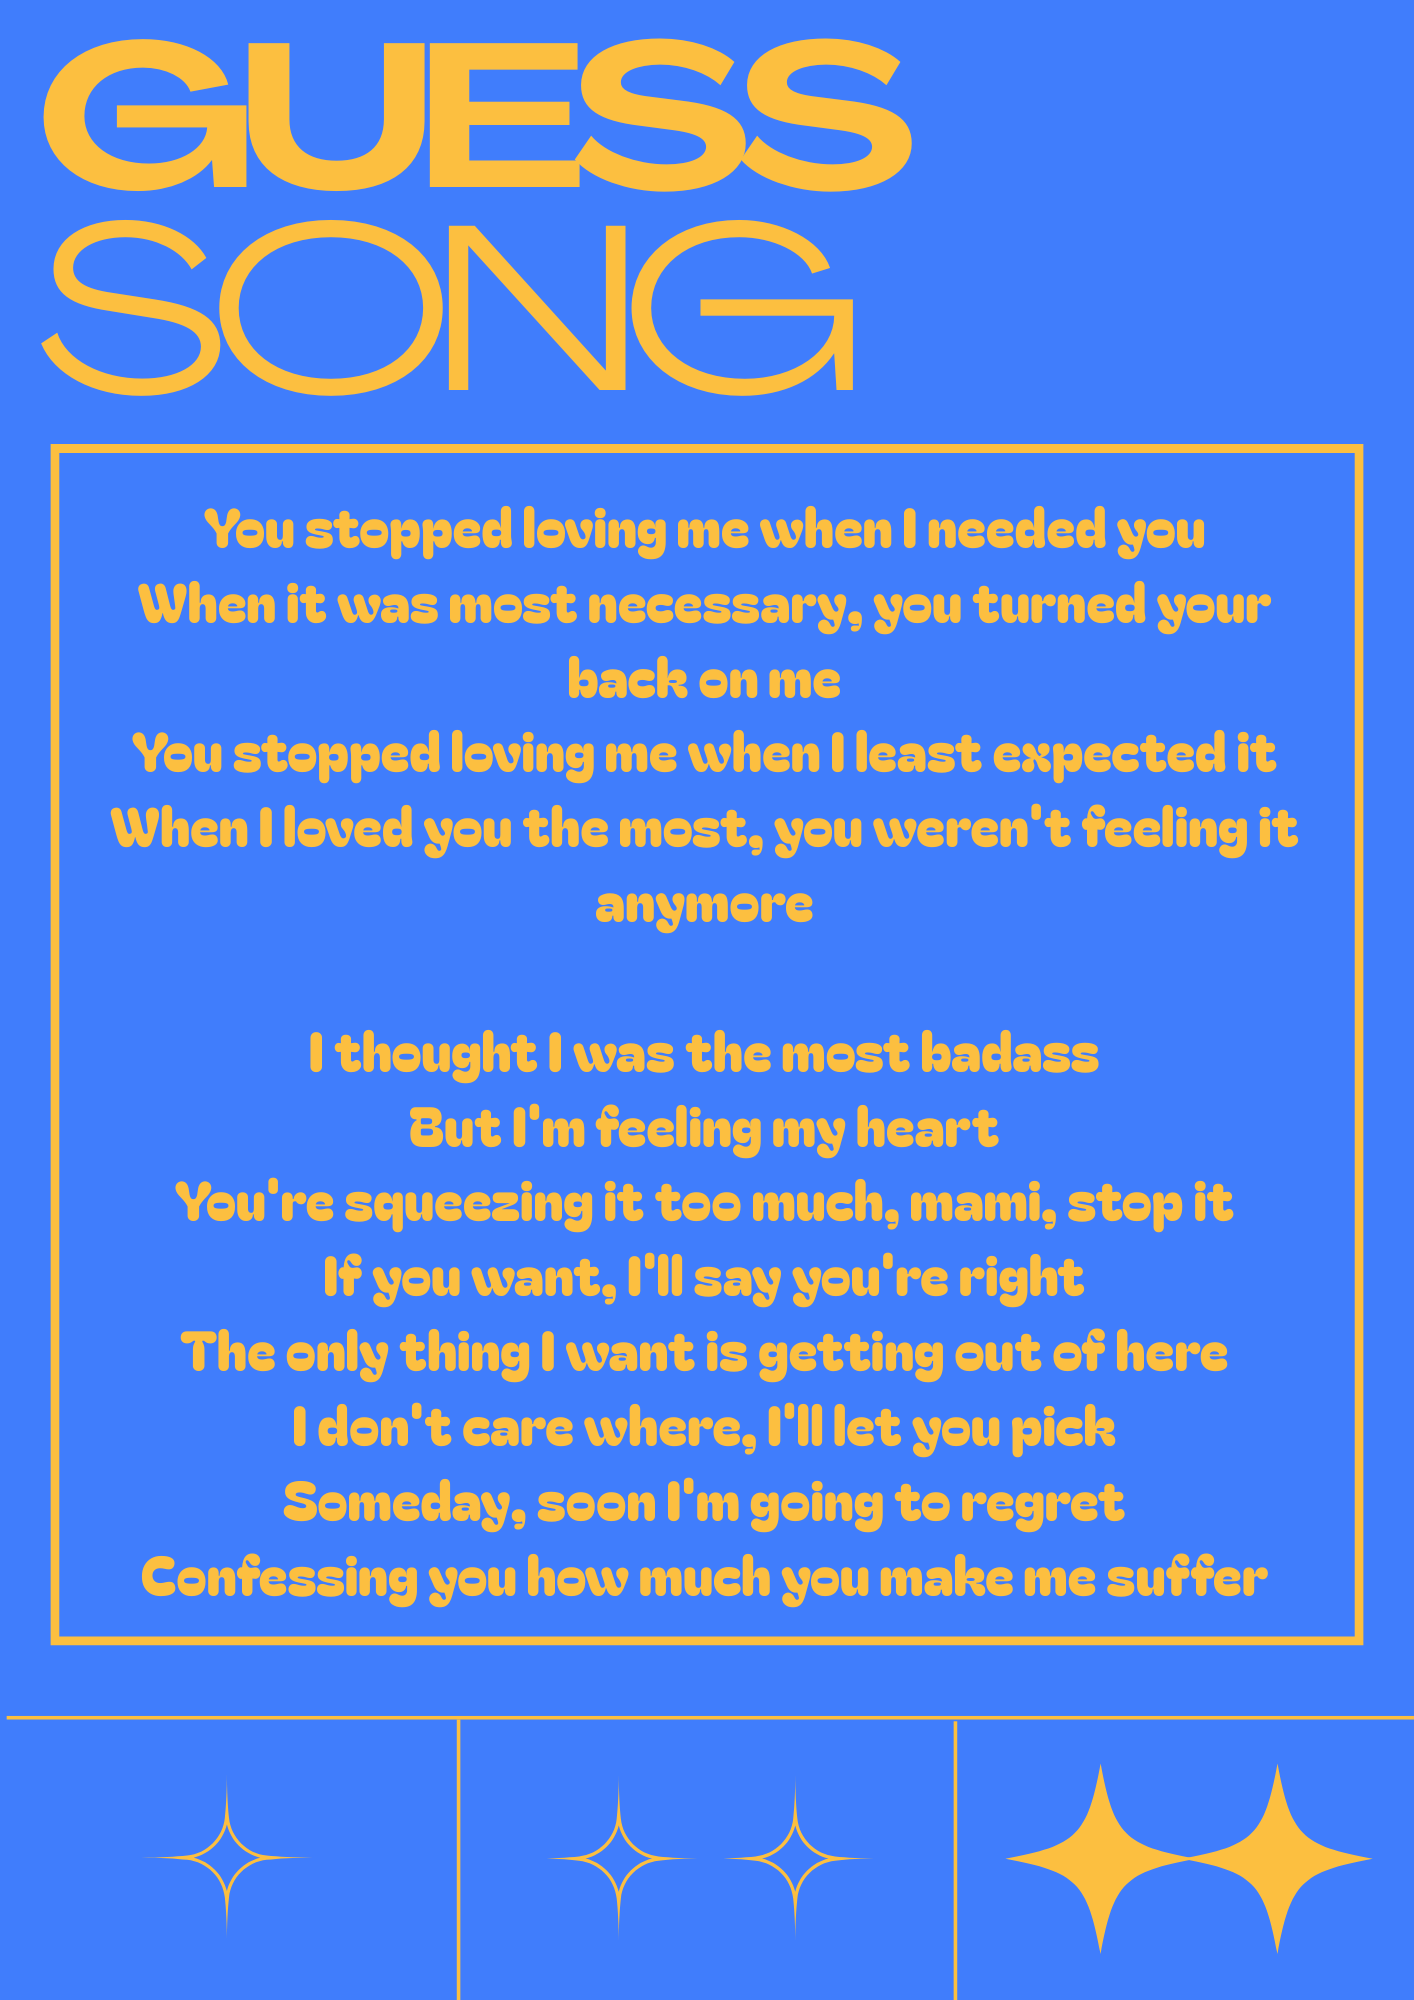 GUESS
SONG
You stopped loving me when I needed you
When it was most necessary, you turned your
back on me
You stopped loving me when I least expected it
When I loved you the most, you weren't feeling it
anymore
I thought I was the most badass
But I'm feeling my heart
You're squeezing it too much, mami, stop it
If you want, I'll say you're right
The only thing I want is getting out of here
I don't care where, I'll let you pick
Someday, soon I'm going to regret
Confessing you how much you make me suffer